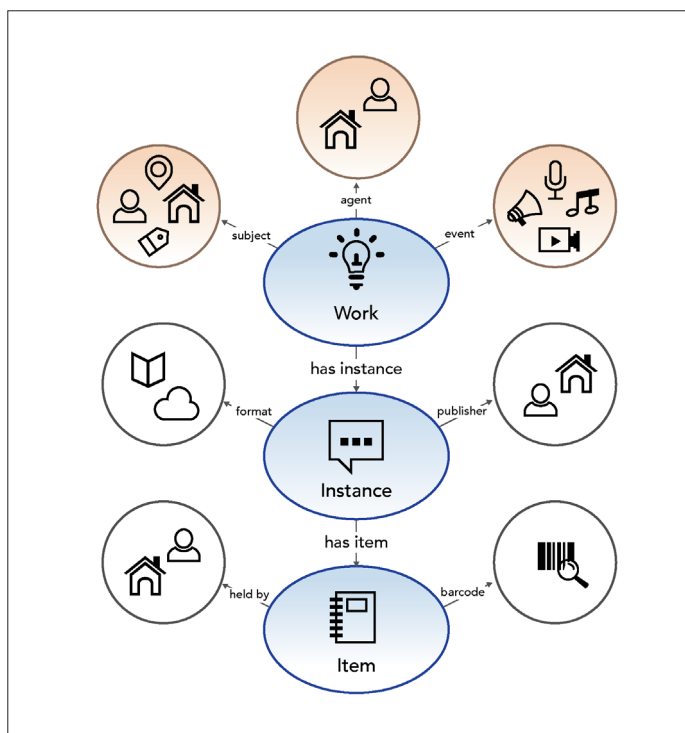 agent
subject
event
Work
has instance
format
publisher
Instance
has item
held by
barcode
Item